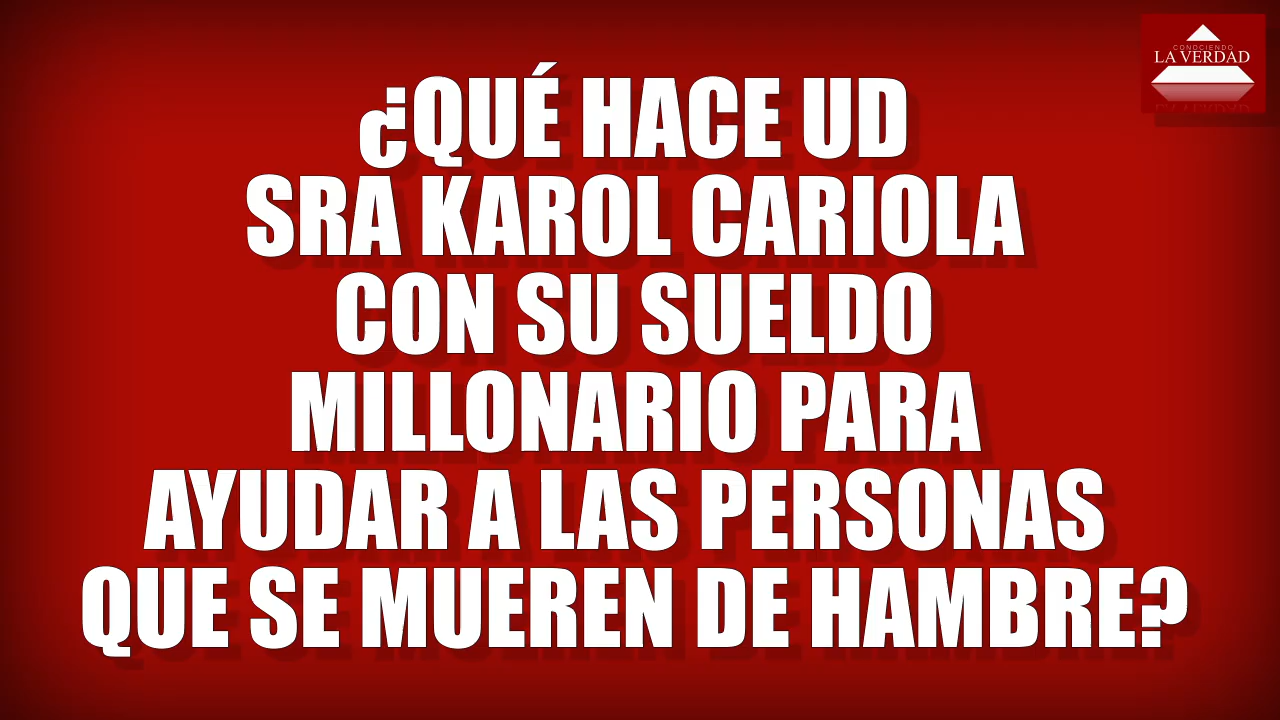 CONOCIENDO
LA VERDAD
¿QUÉ HACE UD
SRA KAROL CARIOLA
CON SU SUELDO
MILLONARIO PARA
AYUDAR A LAS PERSONAS
QUE SE MUEREN DE HAMBRE?